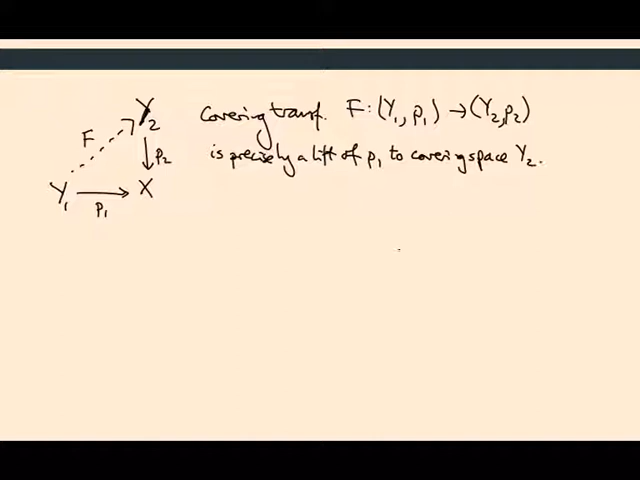 Covering transf. F: (Y₁, p₁) → (Y₂, p₂)
is precisely a lift of p₁ to covering space Y₂.
Y₂
F
p₂
Y₁ → X
p₁